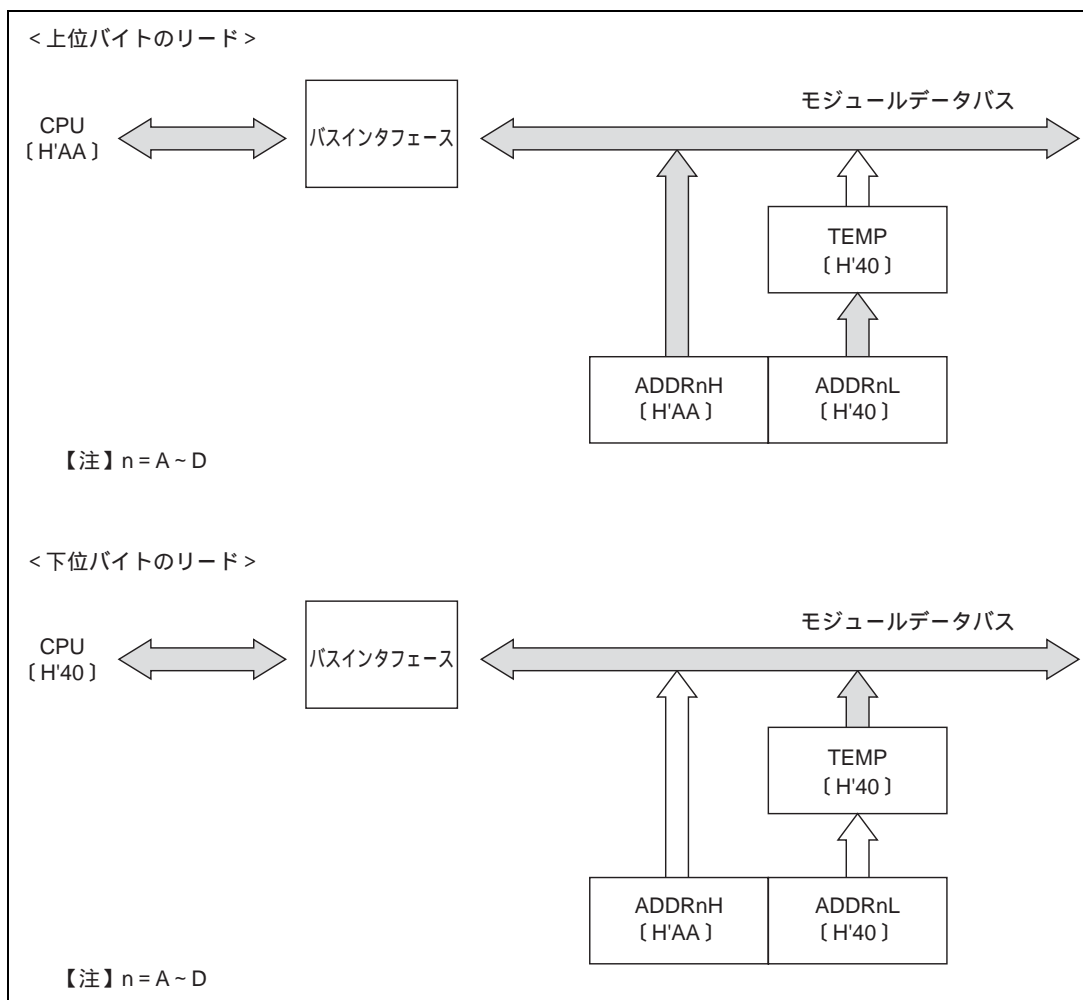 <上位バイトのリード>
モジュールデータバス
CPU
〔H'AA〕
バスインタフェース
TEMP
〔H'40〕
ADDRnH
〔H'AA〕
ADDRnL
〔H'40〕
【注】n = A ~ D
<下位バイトのリード>
モジュールデータバス
CPU
〔H'40〕
バスインタフェース
TEMP
〔H'40〕
ADDRnH
〔H'AA〕
ADDRnL
〔H'40〕
【注】n = A ~ D